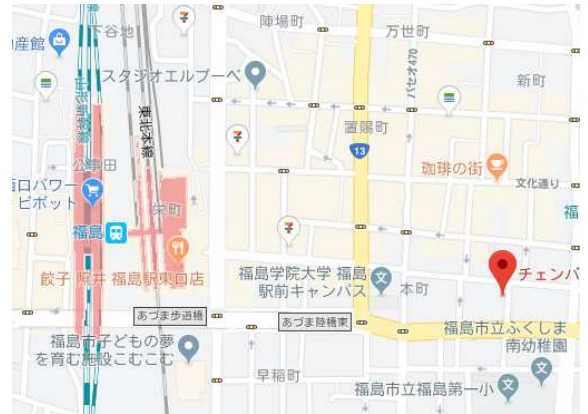 下谷地
産館
陣場町
万世町
スタジオエルブーベ
パセオ470
新町
東北本線
置賜町
13
珈琲の街
文化通り
西口パワー
ビボット
栄町
福島
福
餃子 照井 福島駅東口店
福島学院大学 福島
駅前キャンパス
本町
チェンバ
あづま歩道橋
あづま陸橋東
福島市子どもの夢
を育む施設こむこむ
福島市立ふくしま
南幼稚園
早稲町
福島市立福島第一小